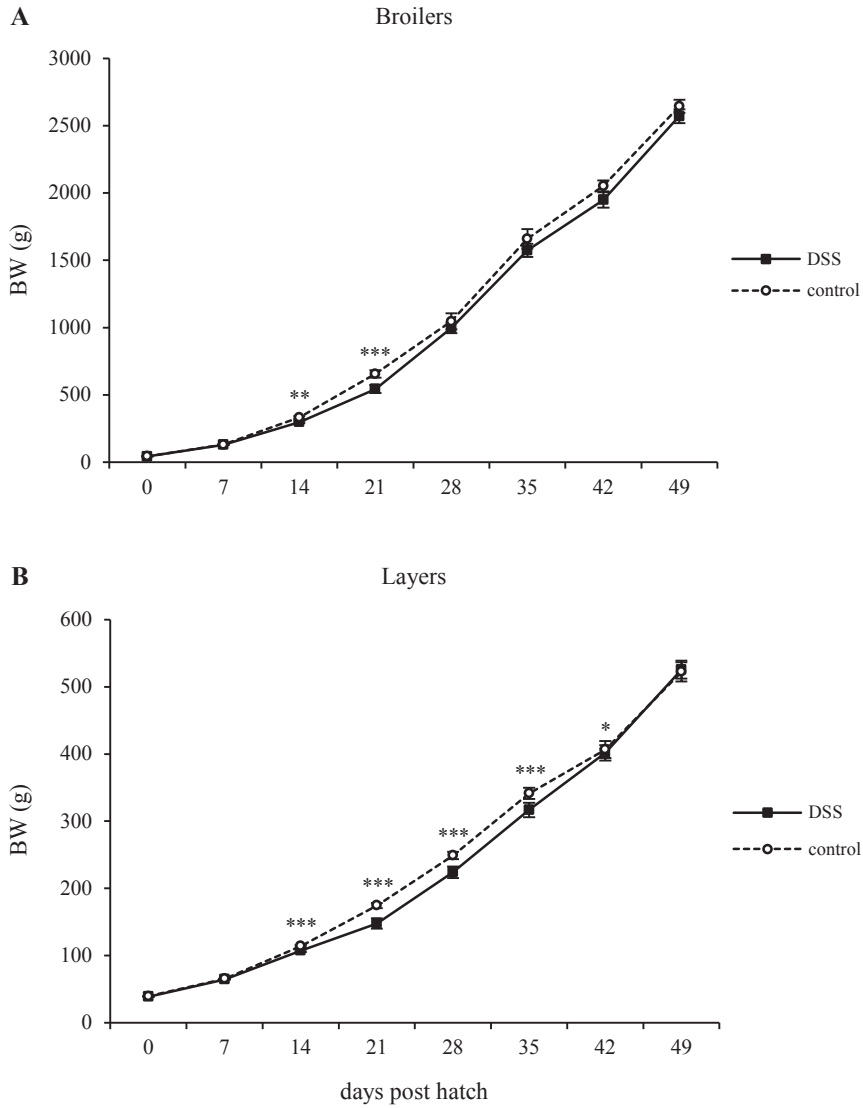 A
Broilers
3000
2500
2000
1500
1000
500
0
BW (g)
**
***
DSS
control
0 7 14 21 28 35 42 49
B
Layers
600
500
400
300
200
100
0
BW (g)
***
***
***
***
*
DSS
control
0 7 14 21 28 35 42 49
days post hatch